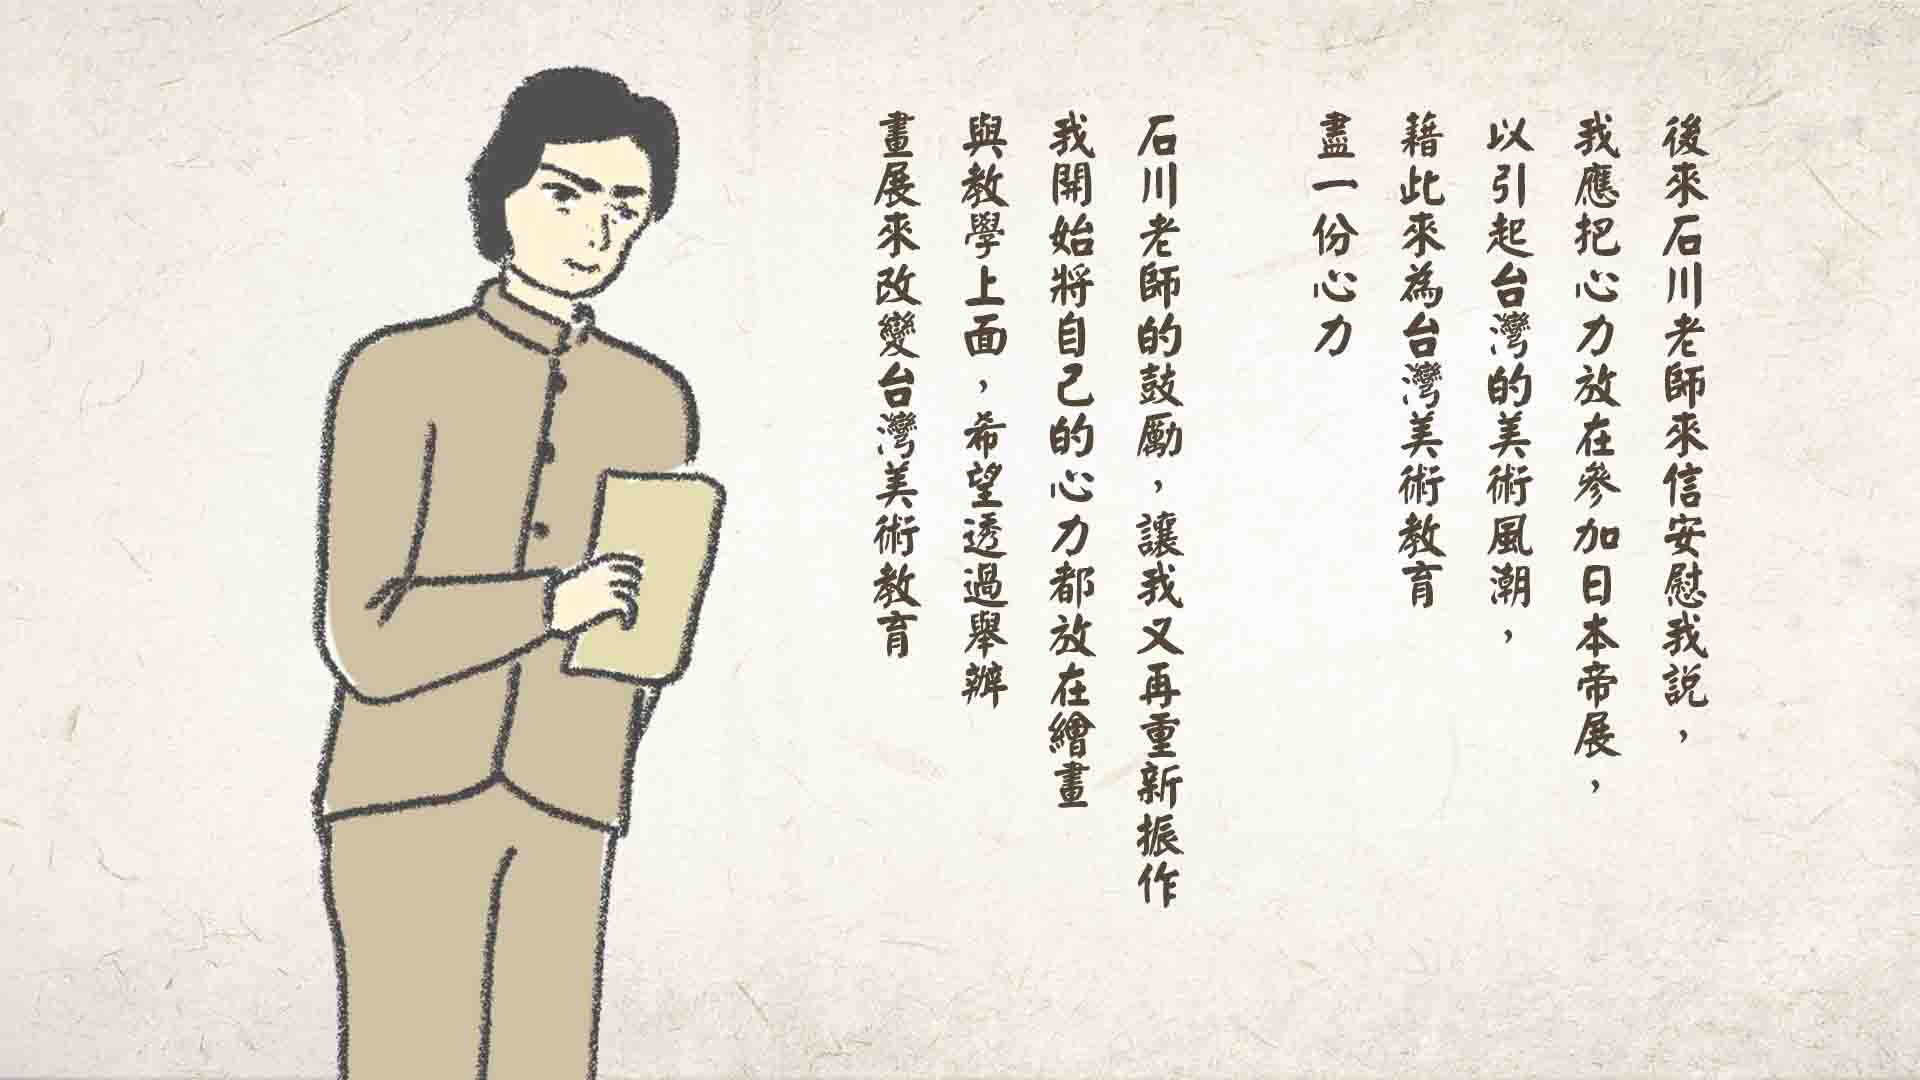 後來石川老師來信安慰我説，
我應把心力放在參加日本帝展，
以引起台灣的美術風潮，
藉此來為台灣美術教育
盡一份心力
石川老師的鼓勵，讓我又再重新振作
我開始將自己的心力都放在繪畫
與教學上面，希望透過舉辦
畫展來改變台灣美術教育